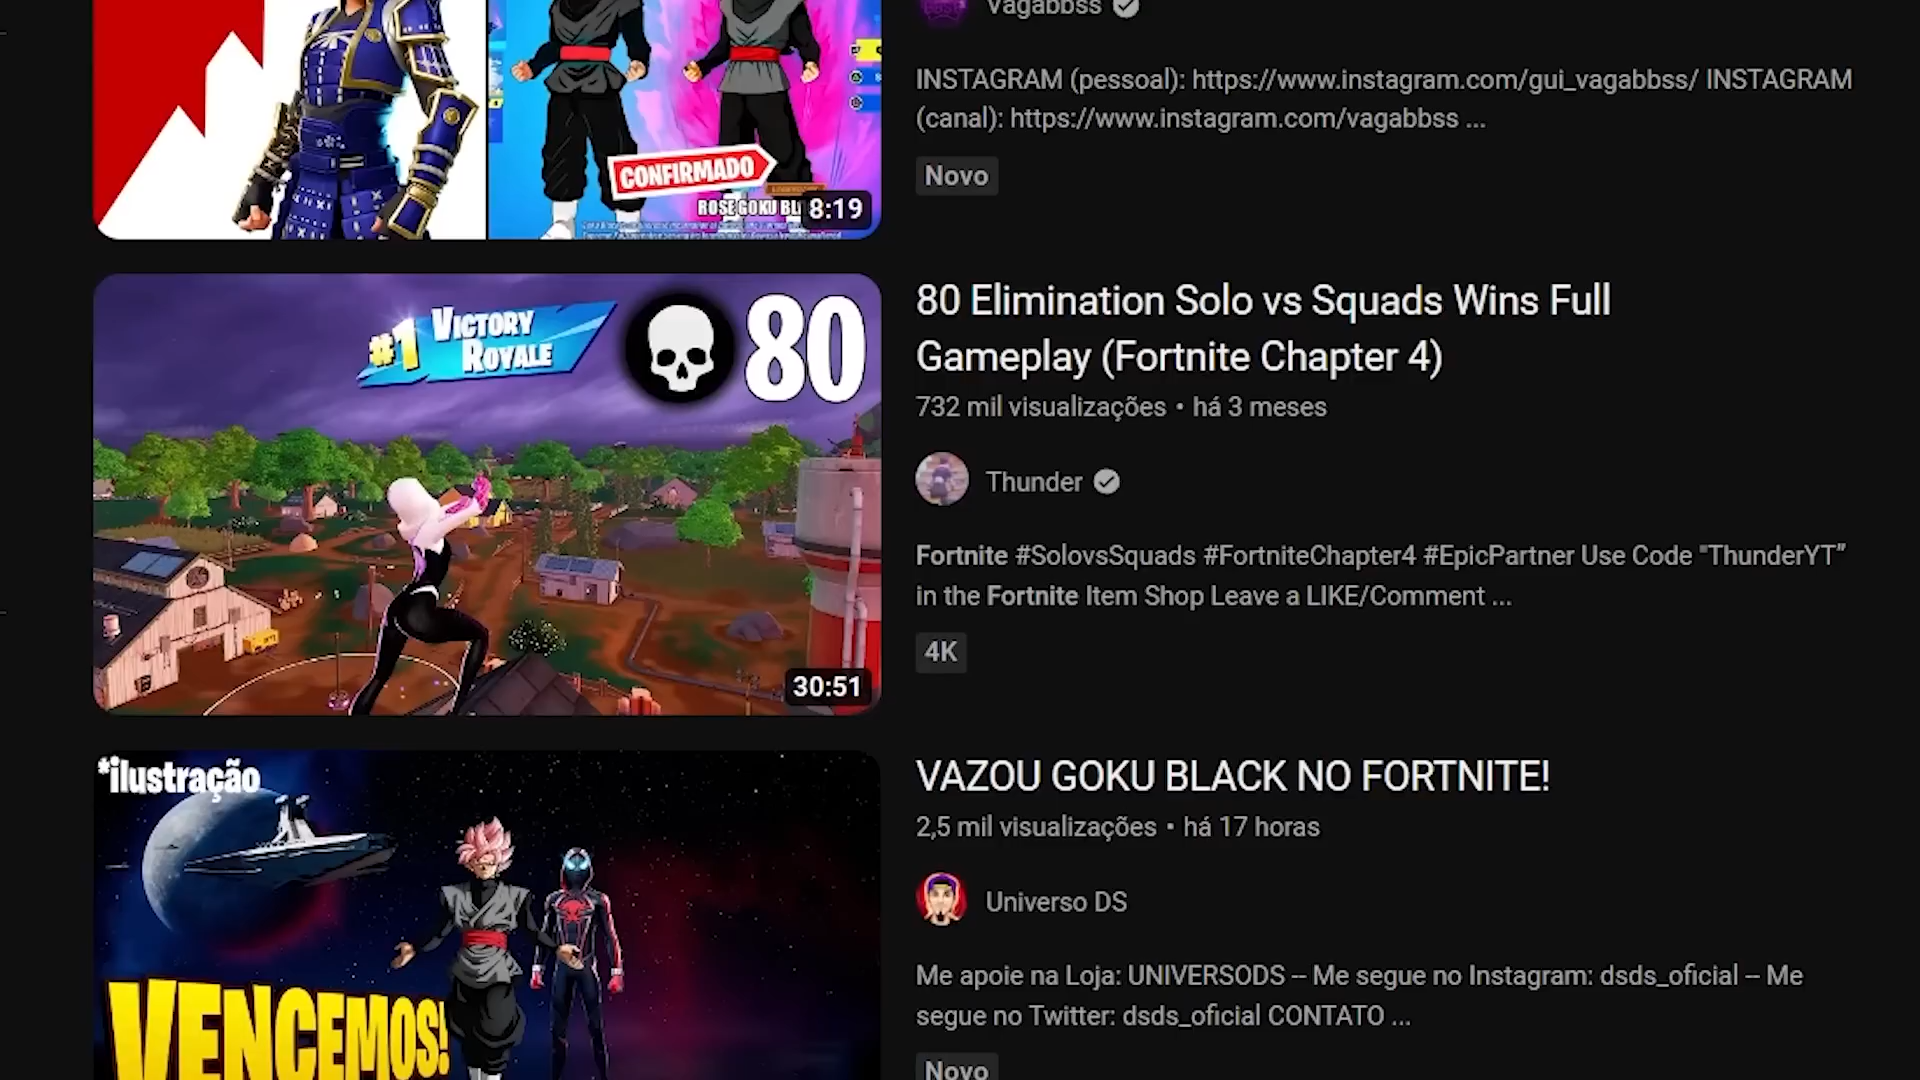 Vagabbss
INSTAGRAM (pessoal): https://www.instagram.com/gui_vagabbss/ INSTAGRAM
(canal): https://www.instagram.com/vagabbss ...
Novo
CONFIRMADO
ROSE GOKU BL
8:19
#1 VICTORY
ROYALE
80
30:51
80 Elimination Solo vs Squads Wins Full
Gameplay (Fortnite Chapter 4)
732 mil visualizações • há 3 meses
Thunder
Fortnite #SolovsSquads #FortniteChapter4 #EpicPartner Use Code "ThunderYT”
in the Fortnite Item Shop Leave a LIKE/Comment ...
4K
*ilustração
VENCEMOS!
VAZOU GOKU BLACK NO FORTNITE!
2,5 mil visualizações • há 17 horas
Universo DS
Me apoie na Loja: UNIVERSODS -- Me segue no Instagram: dsds_oficial -- Me
segue no Twitter: dsds_oficial CONTATO ...
Novo